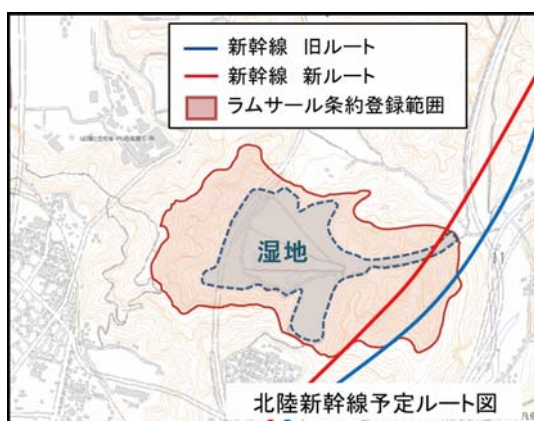 新幹線 旧ルート
新幹線 新ルート
ラムサール条約登録範囲
湿地
北陸新幹線予定ルート図